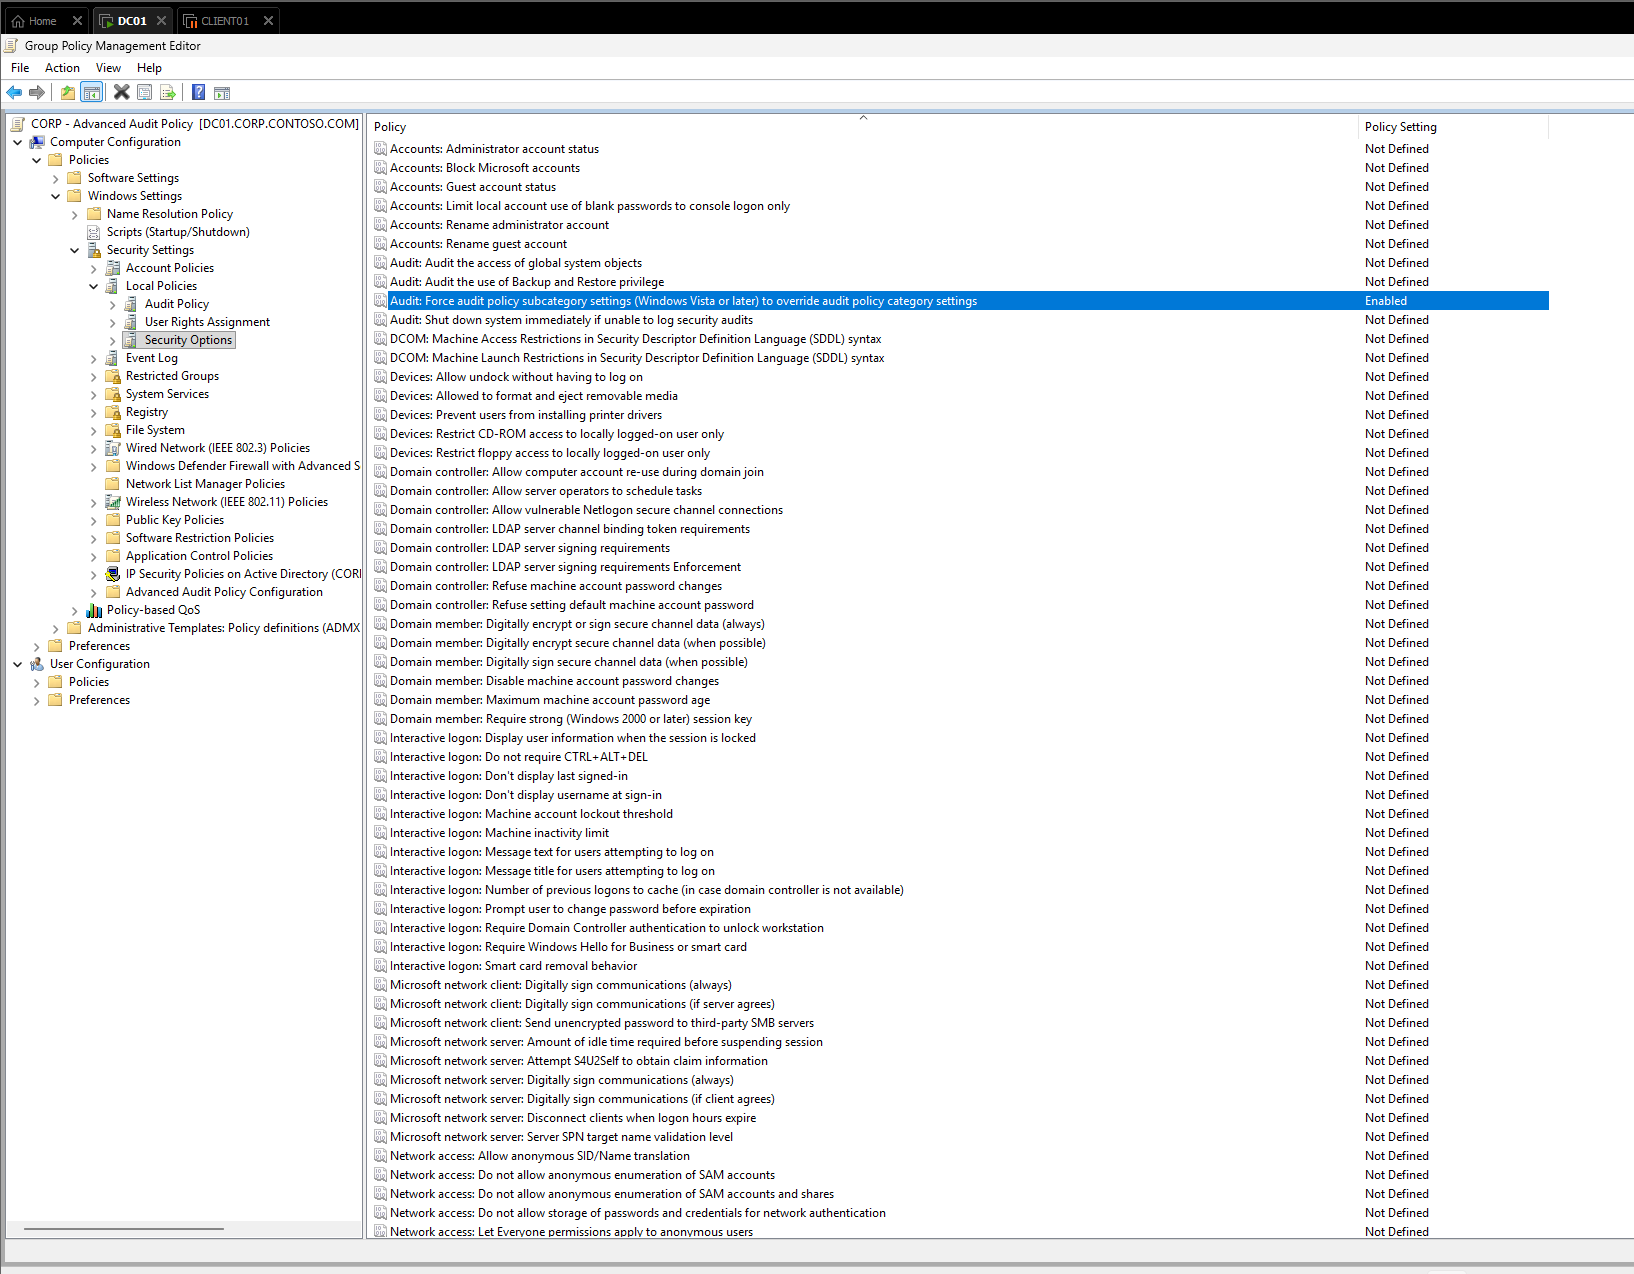 Home
DC01
CLIENT01
Group Policy Management Editor
File Action View Help
CORP - Advanced Audit Policy [DC01.CORP.CONTOSO.COM]
Computer Configuration
Policies
Software Settings
Windows Settings
Name Resolution Policy
Scripts (Startup/Shutdown)
Security Settings
Account Policies
Local Policies
Audit Policy
User Rights Assignment
Security Options
Event Log
Restricted Groups
System Services
Registry
File System
Wired Network (IEEE 802.3) Policies
Windows Defender Firewall with Advanced S
Network List Manager Policies
Wireless Network (IEEE 802.11) Policies
Public Key Policies
Software Restriction Policies
Application Control Policies
IP Security Policies on Active Directory (CORI
Advanced Audit Policy Configuration
Policy-based QoS
Administrative Templates: Policy definitions (ADMX
Preferences
User Configuration
Policies
Preferences
Policy Policy Setting
Accounts: Administrator account status Not Defined
Accounts: Block Microsoft accounts Not Defined
Accounts: Guest account status Not Defined
Accounts: Limit local account use of blank passwords to console logon only Not Defined
Accounts: Rename administrator account Not Defined
Accounts: Rename guest account Not Defined
Audit: Audit the access of global system objects Not Defined
Audit: Audit the use of Backup and Restore privilege Not Defined
Audit: Force audit policy subcategory settings (Windows Vista or later) to override audit policy category settings Enabled
Audit: Shut down system immediately if unable to log security audits Not Defined
DCOM: Machine Access Restrictions in Security Descriptor Definition Language (SDDL) syntax Not Defined
DCOM: Machine Launch Restrictions in Security Descriptor Definition Language (SDDL) syntax Not Defined
Devices: Allow undock without having to log on Not Defined
Devices: Allowed to format and eject removable media Not Defined
Devices: Prevent users from installing printer drivers Not Defined
Devices: Restrict CD-ROM access to locally logged-on user only Not Defined
Devices: Restrict floppy access to locally logged-on user only Not Defined
Domain controller: Allow computer account re-use during domain join Not Defined
Domain controller: Allow server operators to schedule tasks Not Defined
Domain controller: Allow vulnerable Netlogon secure channel connections Not Defined
Domain controller: LDAP server channel binding token requirements Not Defined
Domain controller: LDAP server signing requirements Not Defined
Domain controller: LDAP server signing requirements Enforcement Not Defined
Domain controller: Refuse machine account password changes Not Defined
Domain controller: Refuse setting default machine account password Not Defined
Domain member: Digitally encrypt or sign secure channel data (always) Not Defined
Domain member: Digitally encrypt secure channel data (when possible) Not Defined
Domain member: Digitally sign secure channel data (when possible) Not Defined
Domain member: Disable machine account password changes Not Defined
Domain member: Maximum machine account password age Not Defined
Domain member: Require strong (Windows 2000 or later) session key Not Defined
Interactive logon: Display user information when the session is locked Not Defined
Interactive logon: Do not require CTRL+ALT+DEL Not Defined
Interactive logon: Don't display last signed-in Not Defined
Interactive logon: Don't display username at sign-in Not Defined
Interactive logon: Machine account lockout threshold Not Defined
Interactive logon: Machine inactivity limit Not Defined
Interactive logon: Message text for users attempting to log on Not Defined
Interactive logon: Message title for users attempting to log on Not Defined
Interactive logon: Number of previous logons to cache (in case domain controller is not available) Not Defined
Interactive logon: Prompt user to change password before expiration Not Defined
Interactive logon: Require Domain Controller authentication to unlock workstation Not Defined
Interactive logon: Require Windows Hello for Business or smart card Not Defined
Interactive logon: Smart card removal behavior Not Defined
Microsoft network client: Digitally sign communications (always) Not Defined
Microsoft network client: Digitally sign communications (if server agrees) Not Defined
Microsoft network client: Send unencrypted password to third-party SMB servers Not Defined
Microsoft network server: Amount of idle time required before suspending session Not Defined
Microsoft network server: Attempt S4U2Self to obtain claim information Not Defined
Microsoft network server: Digitally sign communications (always) Not Defined
Microsoft network server: Digitally sign communications (if client agrees) Not Defined
Microsoft network server: Disconnect clients when logon hours expire Not Defined
Microsoft network server: Server SPN target name validation level Not Defined
Network access: Allow anonymous SID/Name translation Not Defined
Network access: Do not allow anonymous enumeration of SAM accounts Not Defined
Network access: Do not allow anonymous enumeration of SAM accounts and shares Not Defined
Network access: Do not allow storage of passwords and credentials for network authentication Not Defined
Network access: Let Everyone permissions apply to anonymous users Not Defined